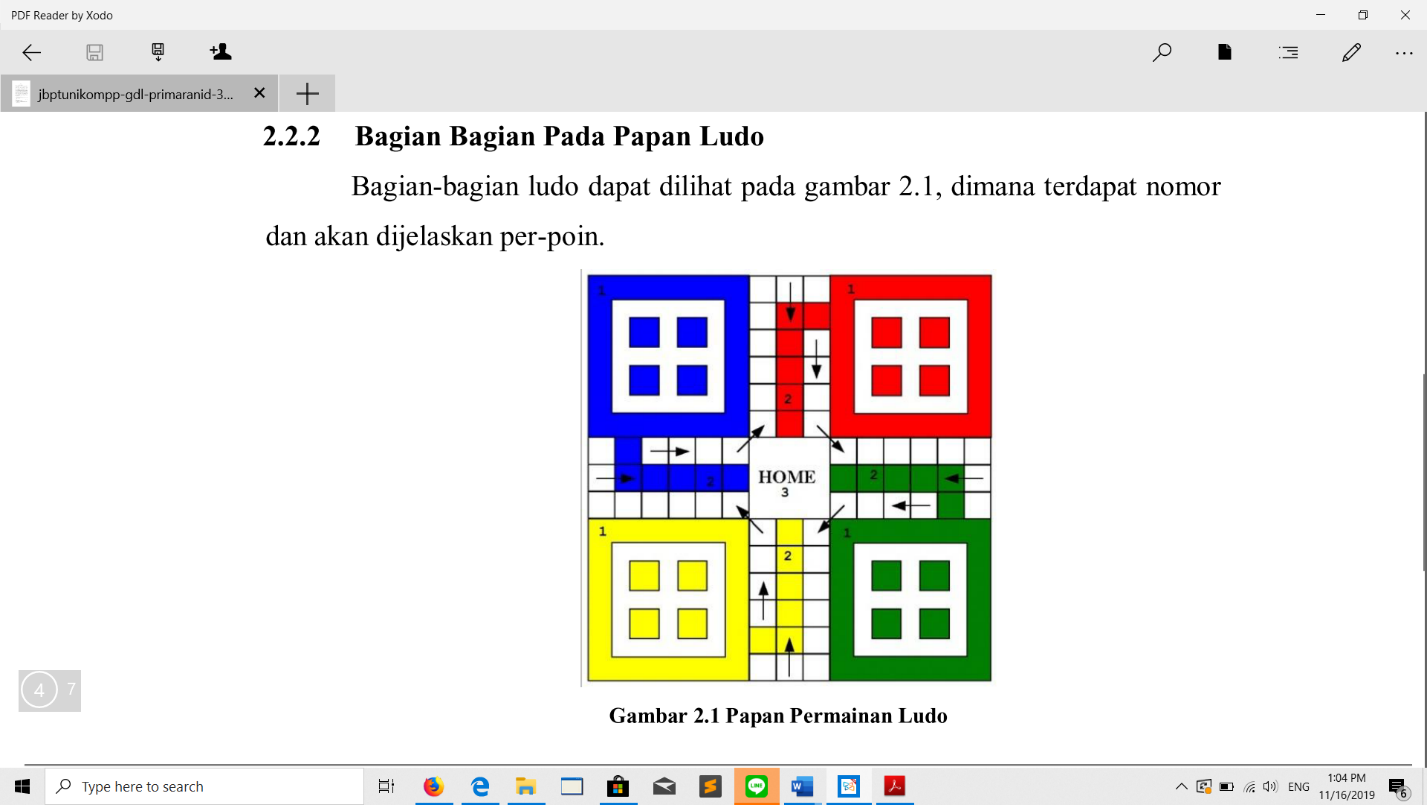 PDF Reader by Xodo
jbptunikompp-gdl-primaranid-3...
2.2.2 Bagian Bagian Pada Papan Ludo
Bagian-bagian ludo dapat dilihat pada gambar 2.1, dimana terdapat nomor
dan akan dijelaskan per-poin.
1
1
2
2
HOME
2
3
1
1
2
4 7
Gambar 2.1 Papan Permainan Ludo
Type here to search
LINE
W
S
ENG
1:04 PM
11/16/2019
6